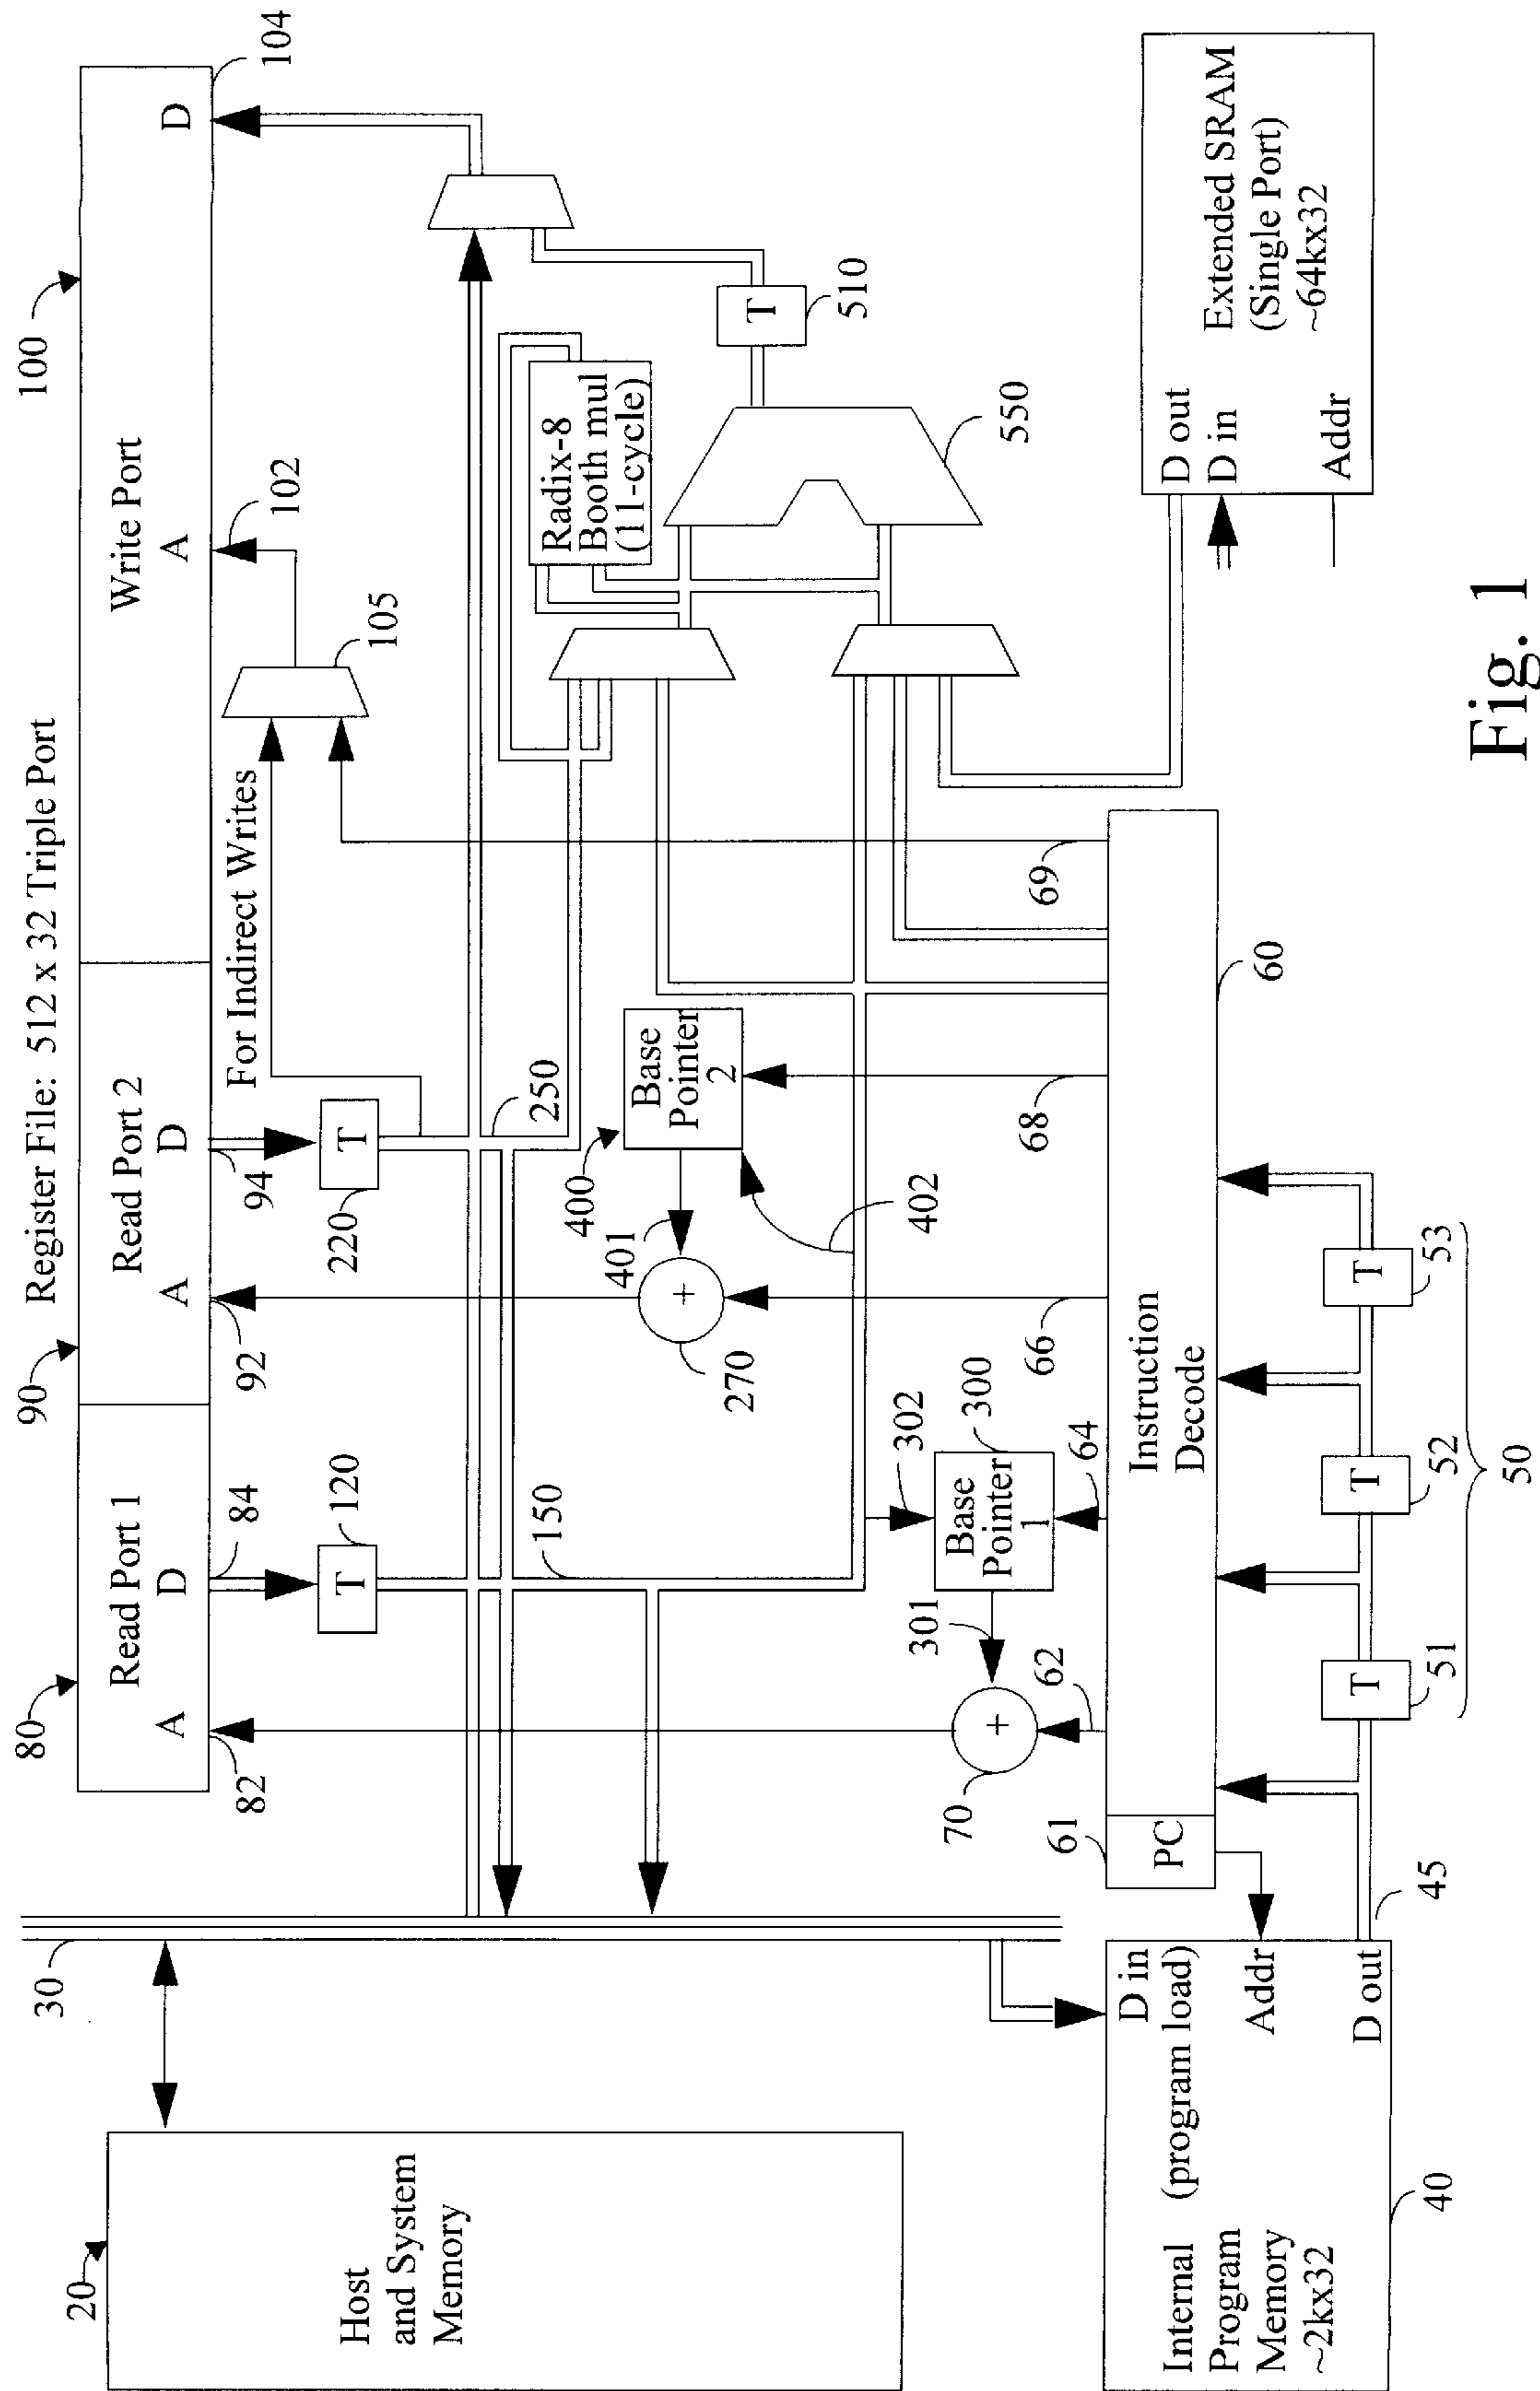 Register File:  512 x 32 Triple Port
80
90
100
Read Port 1
A
D
Read Port 2
A
D
Write Port
A
D
82
84
92
94
102
104
T
120
T
220
For Indirect Writes
105
20
Host
and System
Memory
30
150
250
Radix-8
Booth mul
(11-cycle)
T
510
550
400
Base
Pointer
2
401
402
+
270
302
Base
Pointer
1
300
301
+
70
62
64
66
68
69
61
PC
Instruction
Decode
60
D in
(program load)
Addr
D out
Internal
Program
Memory
~2kx32
40
45
T
51
T
52
T
53
50
D out
D in
Addr
Extended SRAM
(Single Port)
~64kx32
Fig. 1